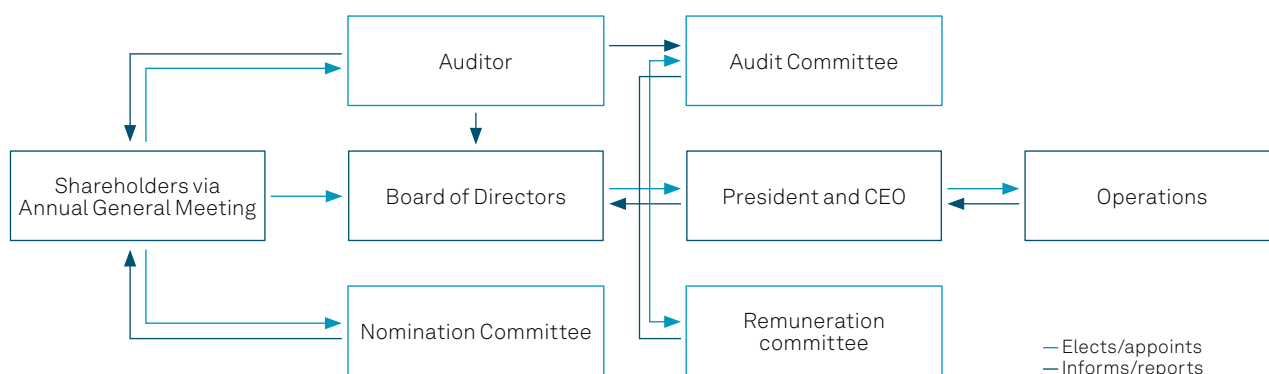 Auditor
Audit Committee
Shareholders via
Annual General Meeting
Board of Directors
President and CEO
Operations
Nomination Committee
Remuneration
committee
Elects/appoints
Informs/reports